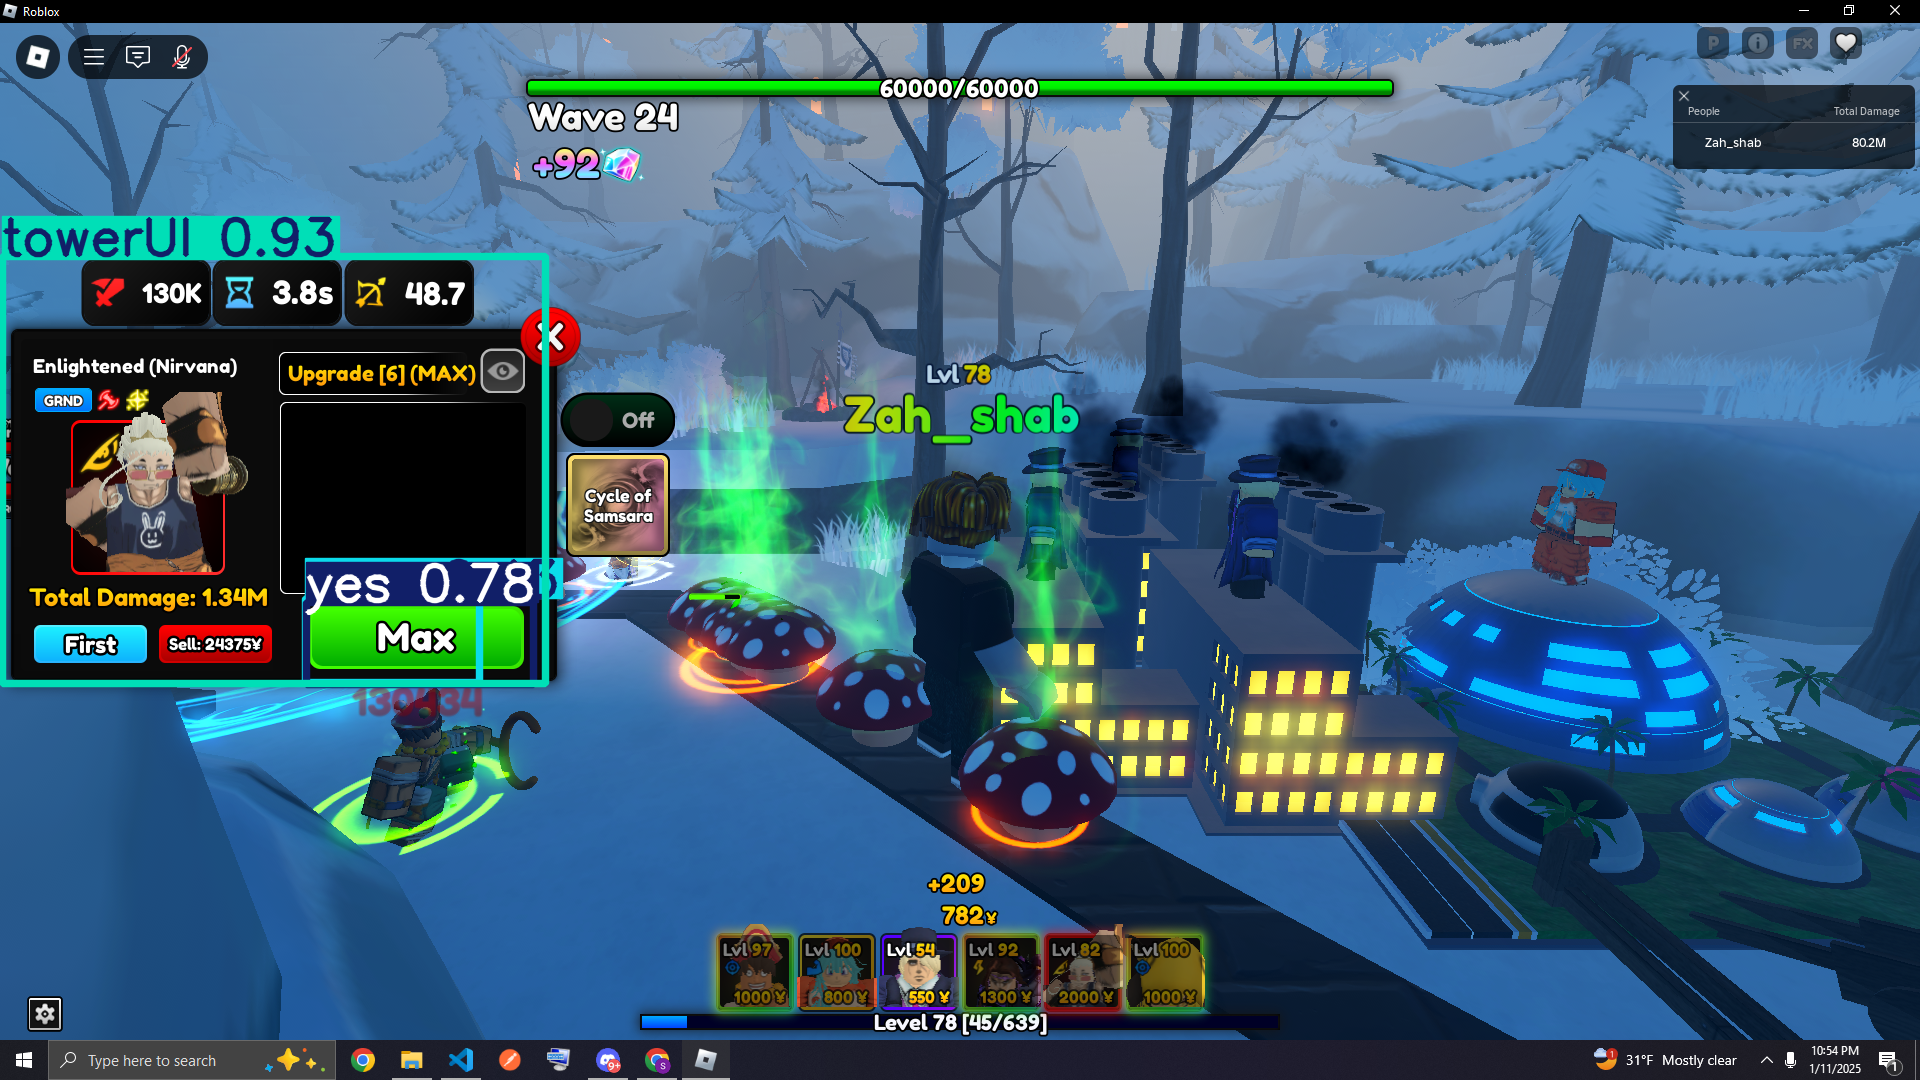 Roblox
P
FX
60000/60000
Wave 24
+92
People Total Damage
Zah_shab 80.2M
towerUI 0.93
130K 3.8s 48.7
Enlightened (Nirvana)
Upgrade [6] (MAX)
GRND
Off
Cycle of
Samsara
Lvl 78
Zah_shab
yes 0.78
Total Damage: 1.34M
First
Sell: 24375¥
Max
+209
782¥
Lvl 97 Lvl 100 Lvl 54 Lvl 92 Lvl 82 Lvl 100
1000 ¥ 800 ¥ 550 ¥ 1300 ¥ 2000 ¥ 1000 ¥
Level 78 [45/639]
Type here to search
31°F Mostly clear
10:54 PM
1/11/2025